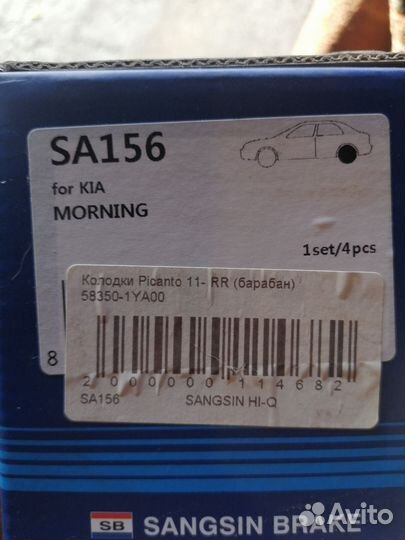 SA156
for KIA
MORNING
1set/4pcs
Колодки Picanto 11- RR (барабан)
58350-1YA00
8
2000000114682
SA156 SANGSIN HI-Q
SB SANGSIN BRAKE
Avito